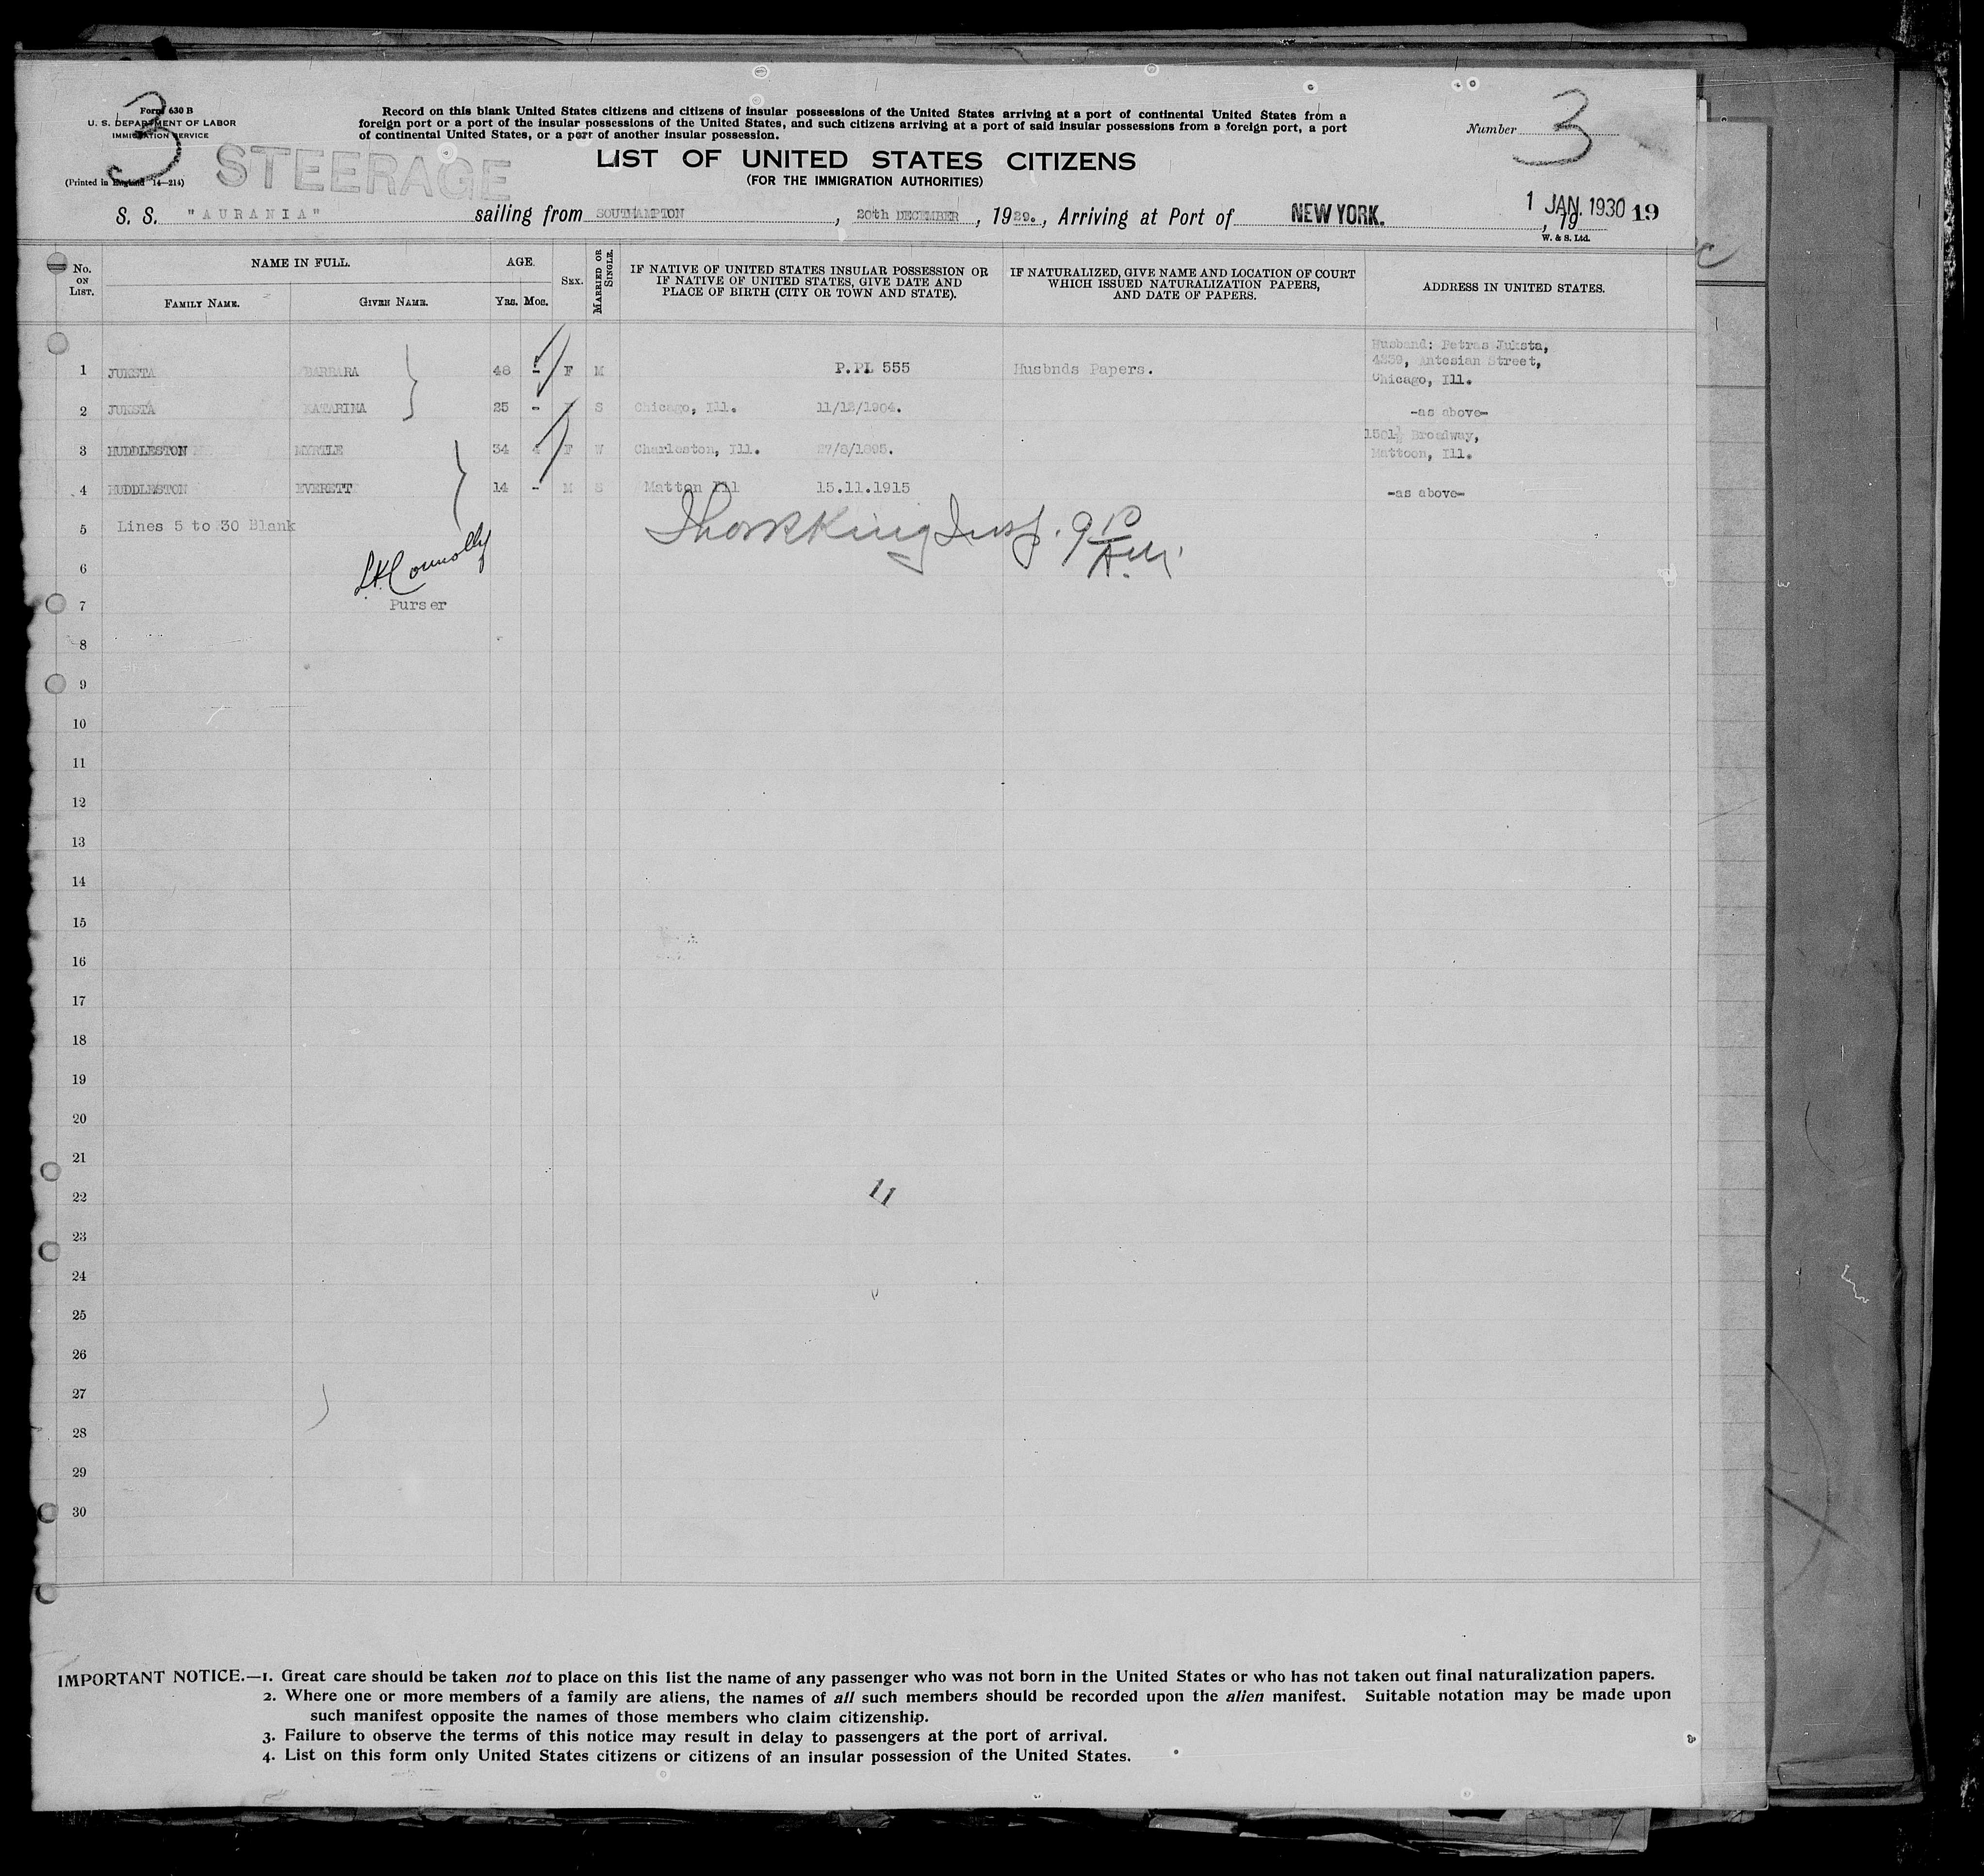 Form 630 B
U. S. DEPARTMENT OF LABOR
IMMIGRATION SERVICE
(Printed in England 14—214)
3
STEERAGE
Record on this blank United States citizens and citizens of insular possessions of the United States arriving at a port of continental United States from a
foreign port or a port of the insular possessions of the United States, and such citizens arriving at a port of said insular possessions from a foreign port, a port
of continental United States, or a port of another insular possession.
Number 3
LIST OF UNITED STATES CITIZENS
(FOR THE IMMIGRATION AUTHORITIES)
S. S. "AURANIA" sailing from SOUTHAMPTON, 20th DECEMBER, 1929., Arriving at Port of NEW YORK. 1 JAN. 1930 19
, 19
W. & S. Ltd.
No. ON LIST. NAME IN FULL. FAMILY NAME. GIVEN NAME. AGE. Yrs. Mos. SEX. MARRIED OR SINGLE. IF NATIVE OF UNITED STATES INSULAR POSSESSION OR IF NATIVE OF UNITED STATES, GIVE DATE AND PLACE OF BIRTH (CITY OR TOWN AND STATE). IF NATURALIZED, GIVE NAME AND LOCATION OF COURT WHICH ISSUED NATURALIZATION PAPERS, AND DATE OF PAPERS. ADDRESS IN UNITED STATES.
1 JUKSTA BARBARA 48 - F M P.PL 555 Husbnds Papers. Husband: Petras Juksta, 4239, Antesian Street, Chicago, Ill.
2 JUKSTA KATARINA 25 - F S Chicago, Ill. 11/12/1904. -as above-
3 HUDDLESTON MYRTLE 34 4 F W Charleston, Ill. 27/8/1895. 1501½ Broadway, Mattoon, Ill.
4 HUDDLESTON EVERETT 14 - M S Matton Ill 15.11.1915 -as above-
5 Lines 5 to 30 Blank
King Insp.
6 Connolly
7 Purser
8
9
10
11
12
13
14
15
16
17
18
19
20
21
22
11
23
24
25
26
27
28
29
30
IMPORTANT NOTICE.—1. Great care should be taken not to place on this list the name of any passenger who was not born in the United States or who has not taken out final naturalization papers.
2. Where one or more members of a family are aliens, the names of all such members should be recorded upon the alien manifest. Suitable notation may be made upon
such manifest opposite the names of those members who claim citizenship.
3. Failure to observe the terms of this notice may result in delay to passengers at the port of arrival.
4. List on this form only United States citizens or citizens of an insular possession of the United States.